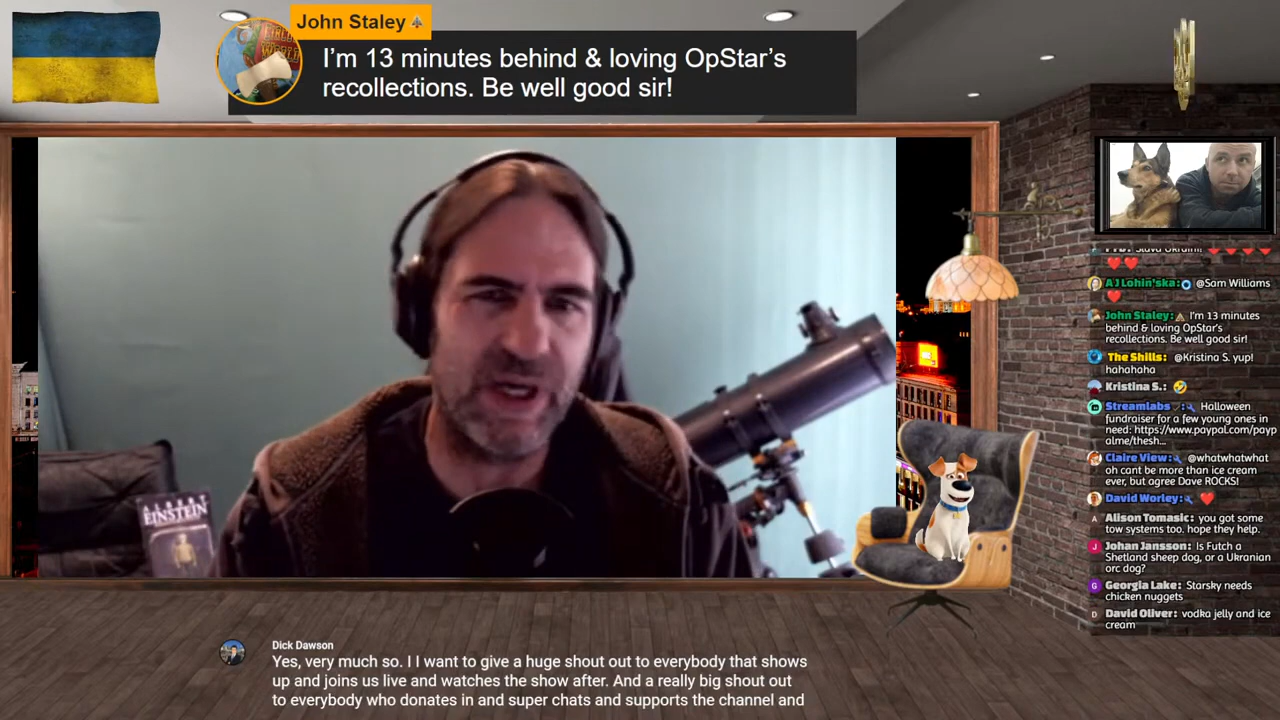 John Staley
I'm 13 minutes behind & loving OpStar's
recollections. Be well good sir!
A J Lohin'ska: @Sam Williams
John Staley: I'm 13 minutes
behind & loving OpStar's
recollections. Be well good sir!
The Shills: @Kristina S. yup!
hahahaha
Kristina S.:
Streamlabs: Halloween
fundraiser for a few young ones in
need: https://www.paypal
palme/thesh...
Claire View: @whatwhatwhat
oh cant be more than ice cream
ever, but agree Dave ROCKS!
David Worley:
Alison Tomasic: you got some
tow systems too. hope they help.
Johan Jansson: Is Futch a
Shetland sheep dog, or a Ukranian
orc dog?
Georgia Lake: Starsky needs
chicken nuggets
David Oliver: vodka jelly and ice
cream
ALBERT
EINSTEIN
Dick Dawson
Yes, very much so. I I want to give a huge shout out to everybody that shows
up and joins us live and watches the show after. And a really big shout out
to everybody who donates in and super chats and supports the channel and